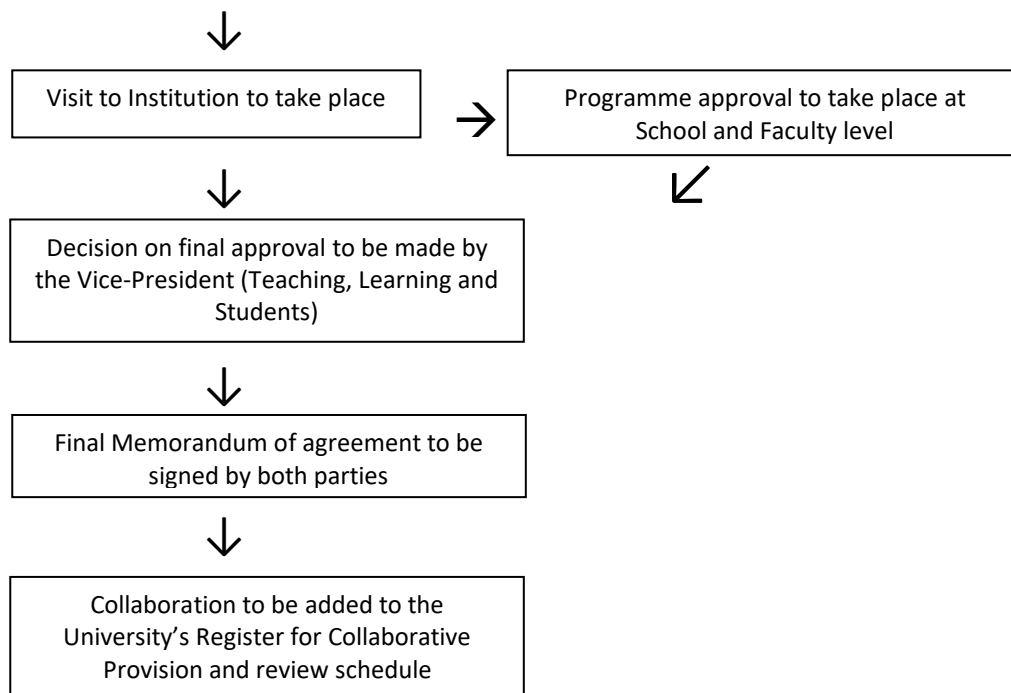 Visit to Institution to take place
Programme approval to take place at
School and Faculty level
Decision on final approval to be made by
the Vice-President (Teaching, Learning and
Students)
Final Memorandum of agreement to be
signed by both parties
Collaboration to be added to the
University’s Register for Collaborative
Provision and review schedule